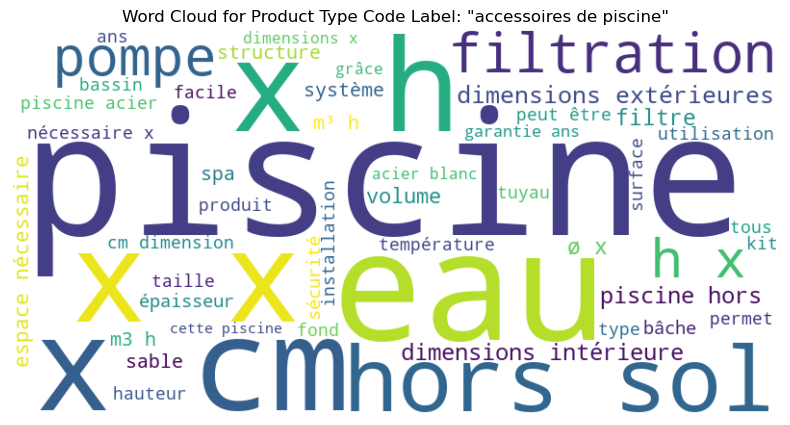 Word Cloud for Product Type Code Label: "accessoires de piscine"
ans
dimensions x
pompe
structure
filtration
grâce
bassin
facile
système
x
h
dimensions extérieures
piscine acier
m³ h
peut être
filtre
nécessaire x
garantie ans
utilisation
piscine
spa
acier blanc
surface
produit
volume
tuyau
espace nécessaire
installation
cm dimension
température
ø x
tous
kit
x x
sécurité
eau
h x
taille
épaisseur
piscine hors
cette piscine
fond
type
bâche
permet
m3 h
sable
dimensions intérieure
x
cm
hors sol
hauteur